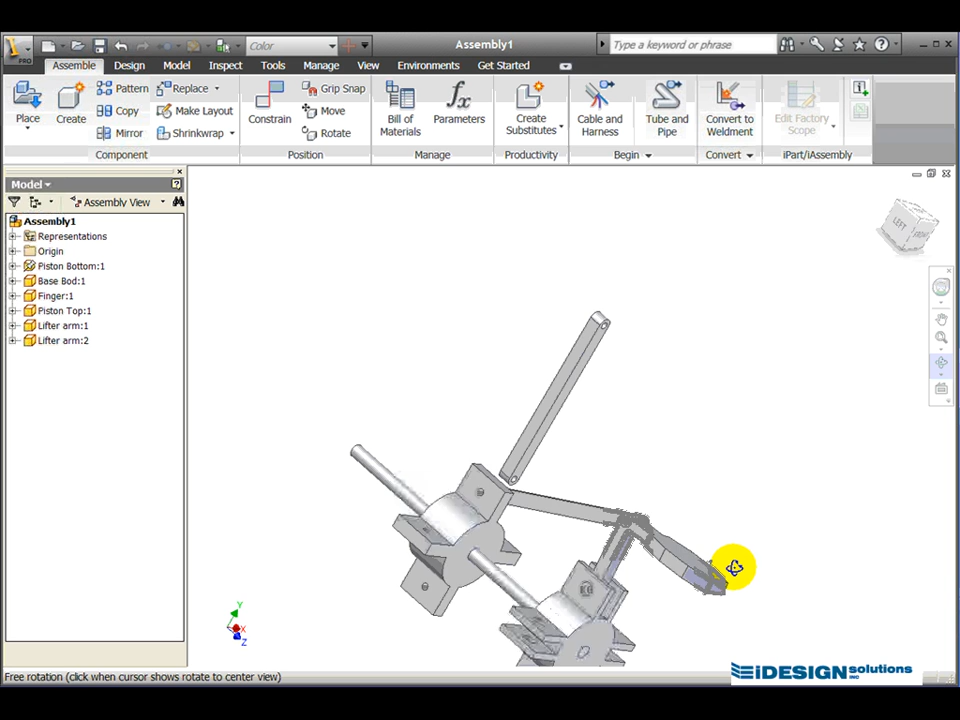 PRO
Color
Assembly1
Type a keyword or phrase
Assemble Design Model Inspect Tools Manage View Environments Get Started
Place
Create
Pattern
Copy
Mirror
Replace
Make Layout
Shrinkwrap
Constrain
Grip Snap
Move
Rotate
Bill of
Materials
Parameters
Create
Substitutes
Cable and
Harness
Tube and
Pipe
Convert to
Weldment
Edit Factory
Scope
Component Position Manage Productivity Begin Convert iPart/iAssembly
Model
Assembly View
Assembly1
Representations
Origin
Piston Bottom:1
Base Bod:1
Finger:1
Piston Top:1
Lifter arm:1
Lifter arm:2
LEFT
FRONT
Y
X
Z
Free rotation (click when cursor shows rotate to center view)
iDESIGN solutions
INC